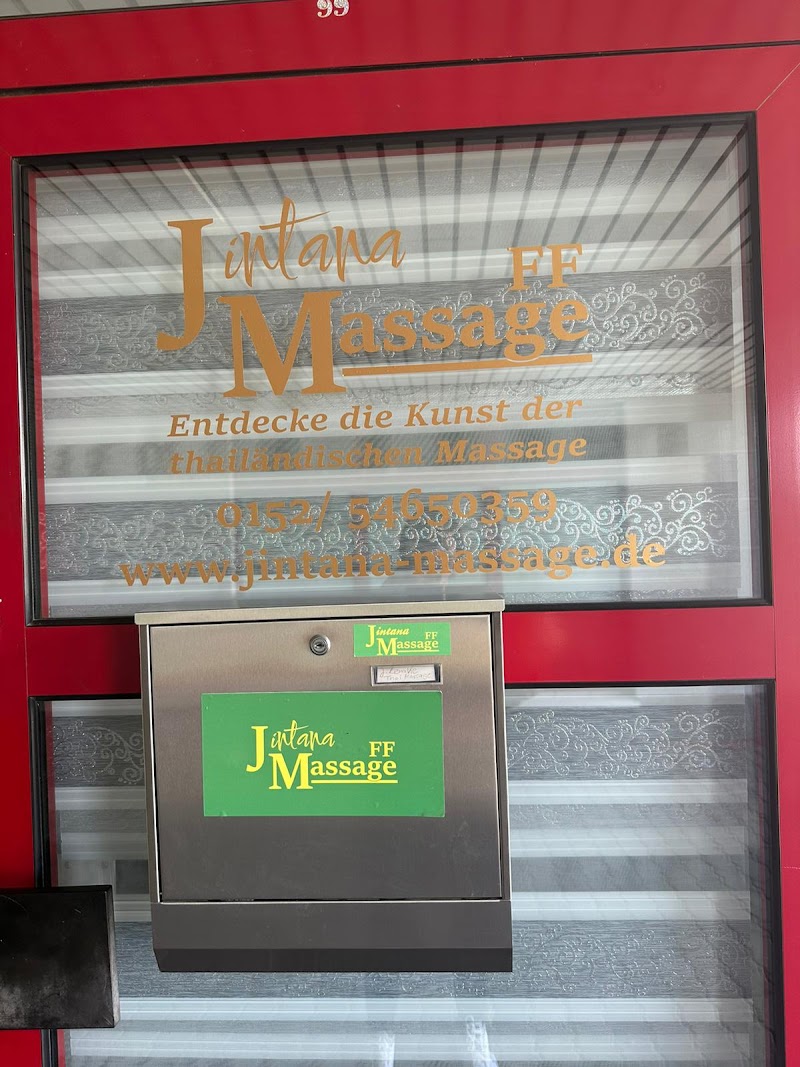 99
Jintana
FF
Massage
Entdecke die Kunst der
thailändischen Massage
0152/ 54650359
www.jintana-massage.de
Jintana
FF
Massage
Jintana
FF
Massage